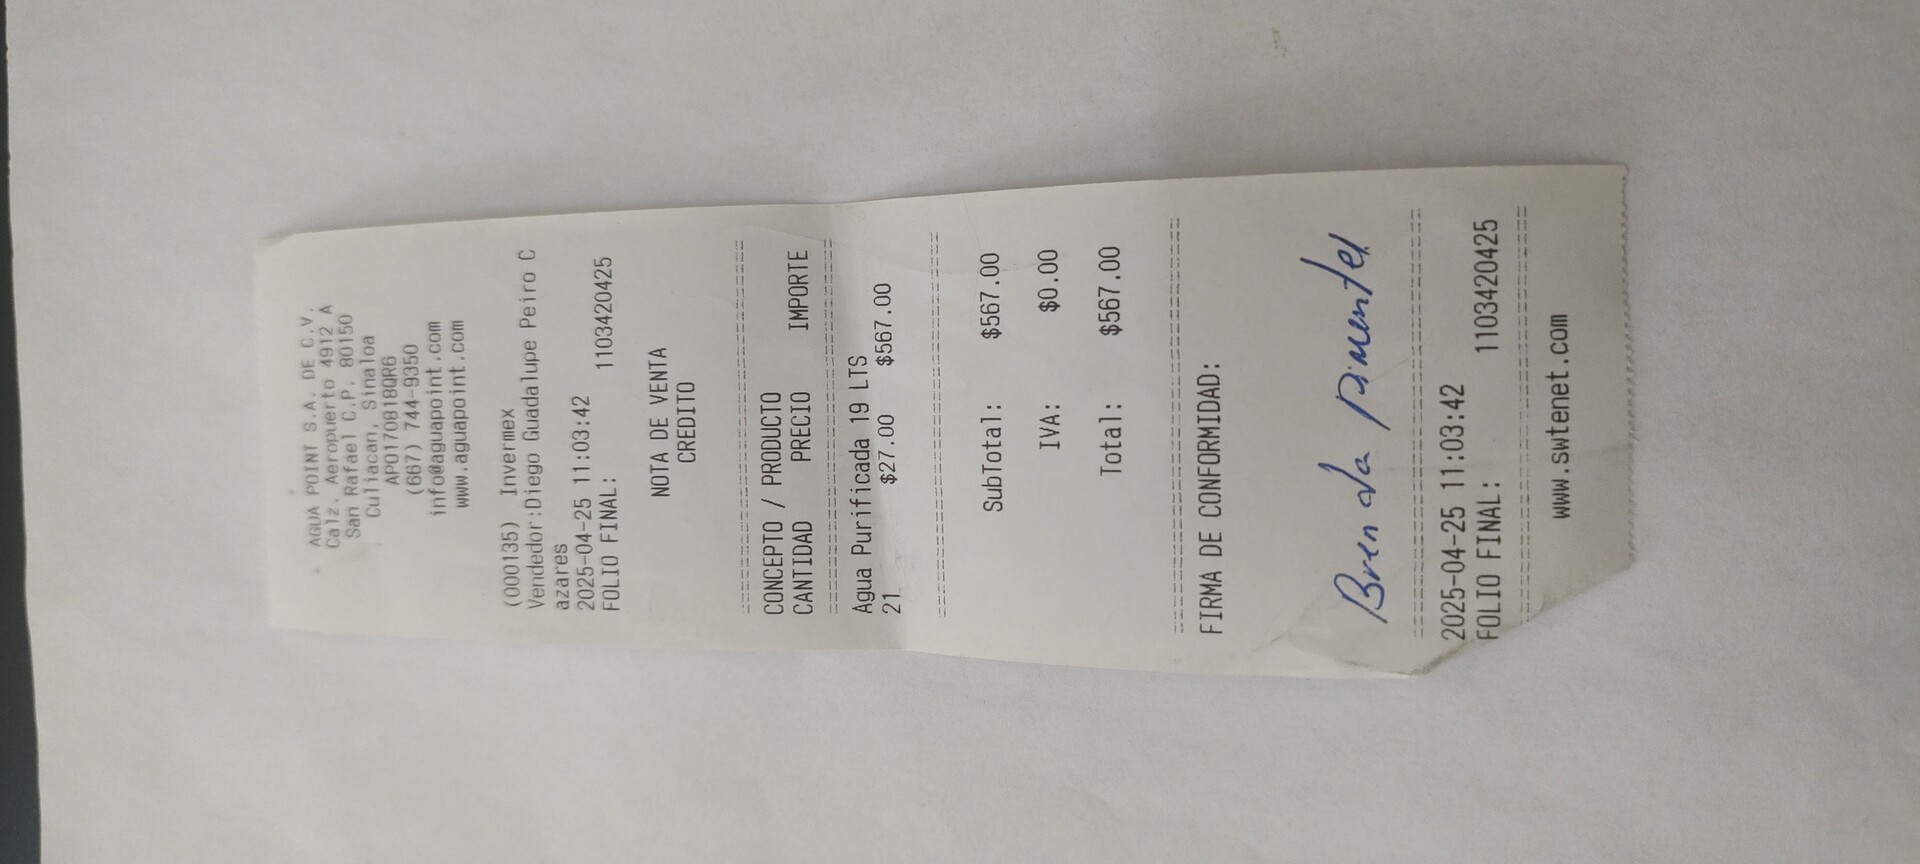 AGUA POINT S.A. DE C.V.
Calz. Aeropuerto 4912 A
San Rafael C.P. 80150
Culiacan, Sinaloa
APO170818QR6
(667) 744-9350
info@aguapoint.com
www.aguapoint.com
(000135) Invermex
Vendedor:Diego Guadalupe Peiro C
azares
2025-04-25 11:03:42
FOLIO FINAL: 1103420425
NOTA DE VENTA
CREDITO
================================
CONCEPTO / PRODUCTO
CANTIDAD PRECIO IMPORTE
================================
Agua Purificada 19 LTS
21 $27.00 $567.00
================================
SubTotal: $567.00
IVA: $0.00
Total: $567.00
================================
FIRMA DE CONFORMIDAD:
Brenda Pimentel
================================
2025-04-25 11:03:42
FOLIO FINAL: 1103420425
================================
www.swtenet.com